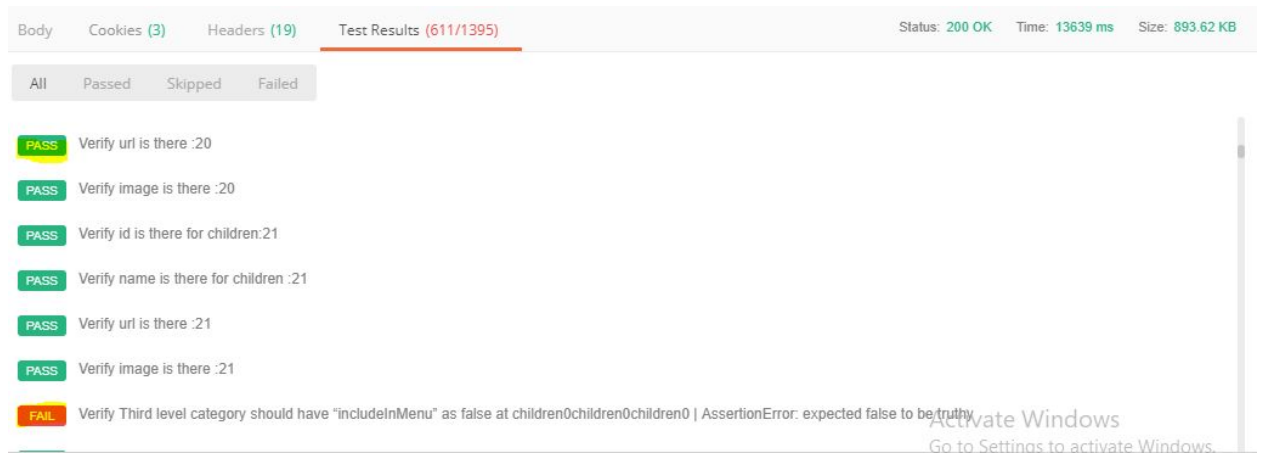 Body Cookies (3) Headers (19) Test Results (611/1395) Status: 200 OK Time: 13639 ms Size: 893.62 KB
All Passed Skipped Failed
PASS Verify url is there :20
PASS Verify image is there :20
PASS Verify id is there for children:21
PASS Verify name is there for children :21
PASS Verify url is there :21
PASS Verify image is there :21
FAIL Verify Third level category should have “includeInMenu” as false at children0children0children0 | AssertionError: expected false to be truthy
Activate Windows
Go to Settings to activate Windows.